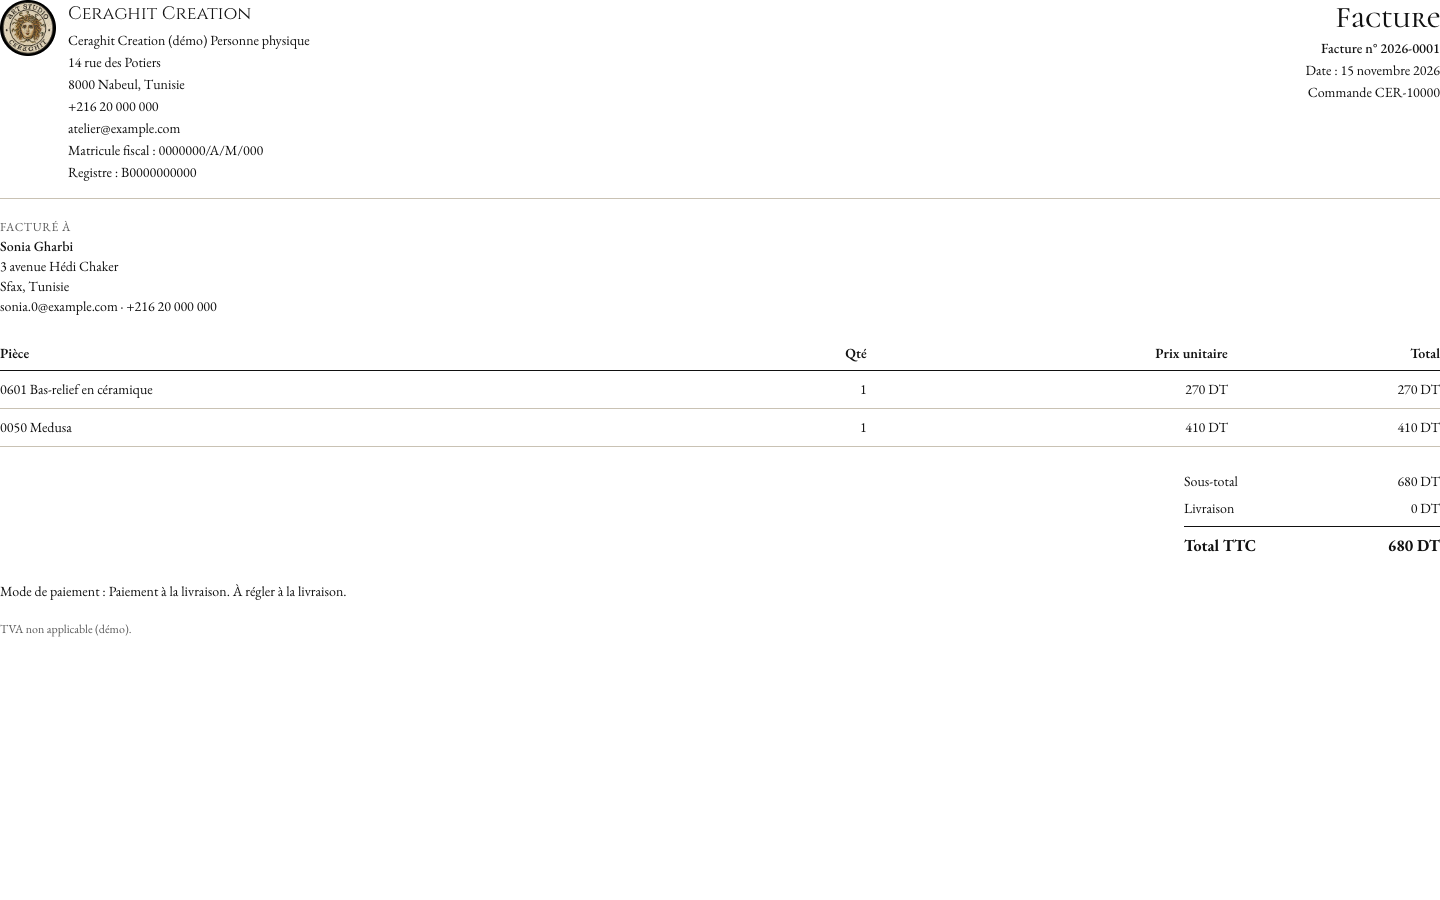 ART STUDIO
CERAGHIT
Ceraghit Creation
Ceraghit Creation (démo) Personne physique
14 rue des Potiers
8000 Nabeul, Tunisie
+216 20 000 000
atelier@example.com
Matricule fiscal : 0000000/A/M/000
Registre : B0000000000
Facture
Facture n° 2026-0001
Date : 15 novembre 2026
Commande CER-10000
FACTURÉ À
Sonia Gharbi
3 avenue Hédi Chaker
Sfax, Tunisie
sonia.0@example.com · +216 20 000 000
Pièce Qté Prix unitaire Total
0601 Bas-relief en céramique 1 270 DT 270 DT
0050 Medusa 1 410 DT 410 DT
Sous-total 680 DT
Livraison 0 DT
Total TTC 680 DT
Mode de paiement : Paiement à la livraison. À régler à la livraison.
TVA non applicable (démo).